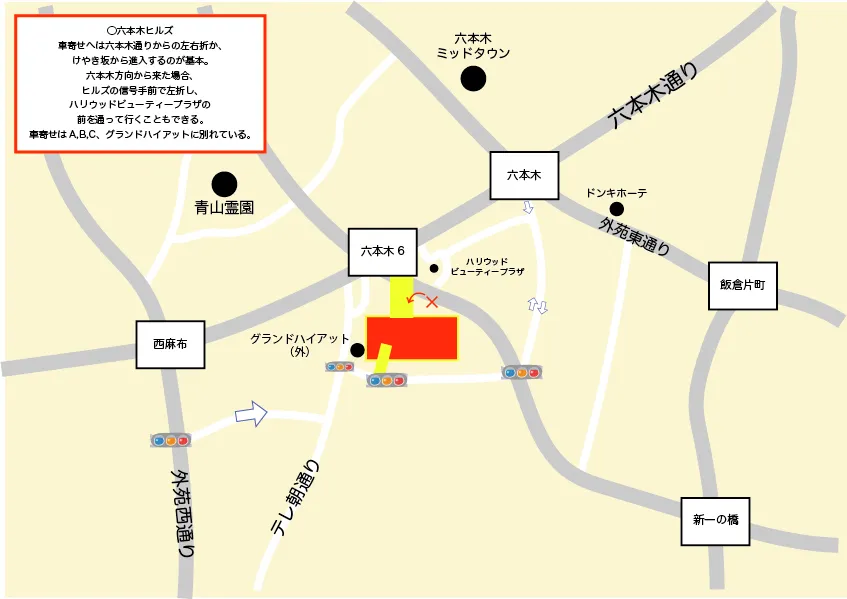 ○六本木ヒルズ
車寄せへは六本木通りからの左右折か、
けやき坂から進入するのが基本。
六本木方向から来た場合、
ヒルズの信号手前で左折し、
ハリウッドビューティープラザの
前を通って行くこともできる。
車寄せはA,B,C、グランドハイアットに別れている。
六本木
ミッドタウン
六本木通り
六本木
ドンキホーテ
青山霊園
外苑東通り
六本木6
ハリウッド
ビューティープラザ
飯倉片町
西麻布
グランドハイアット
(外)
外苑西通り
テレ朝通り
新一の橋